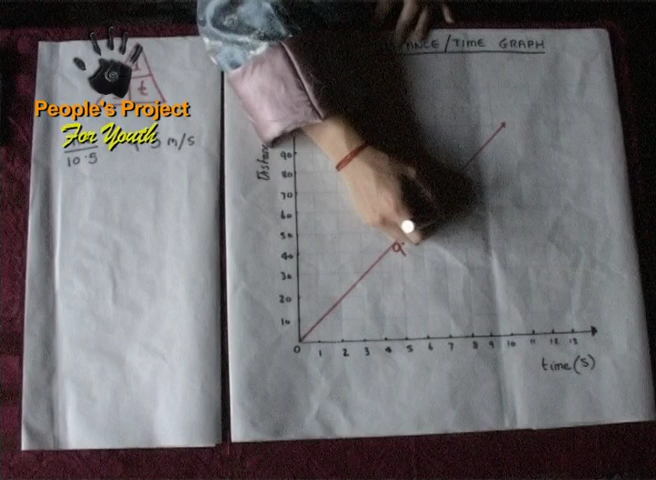 DISTANCE/TIME GRAPH
t
People's Project
For Youth
m/s
10.5
90
80
70
60
50
40
30
20
10
a
0 1 2 3 4 5 6 7 8 9 10 11 12 13
time(s)